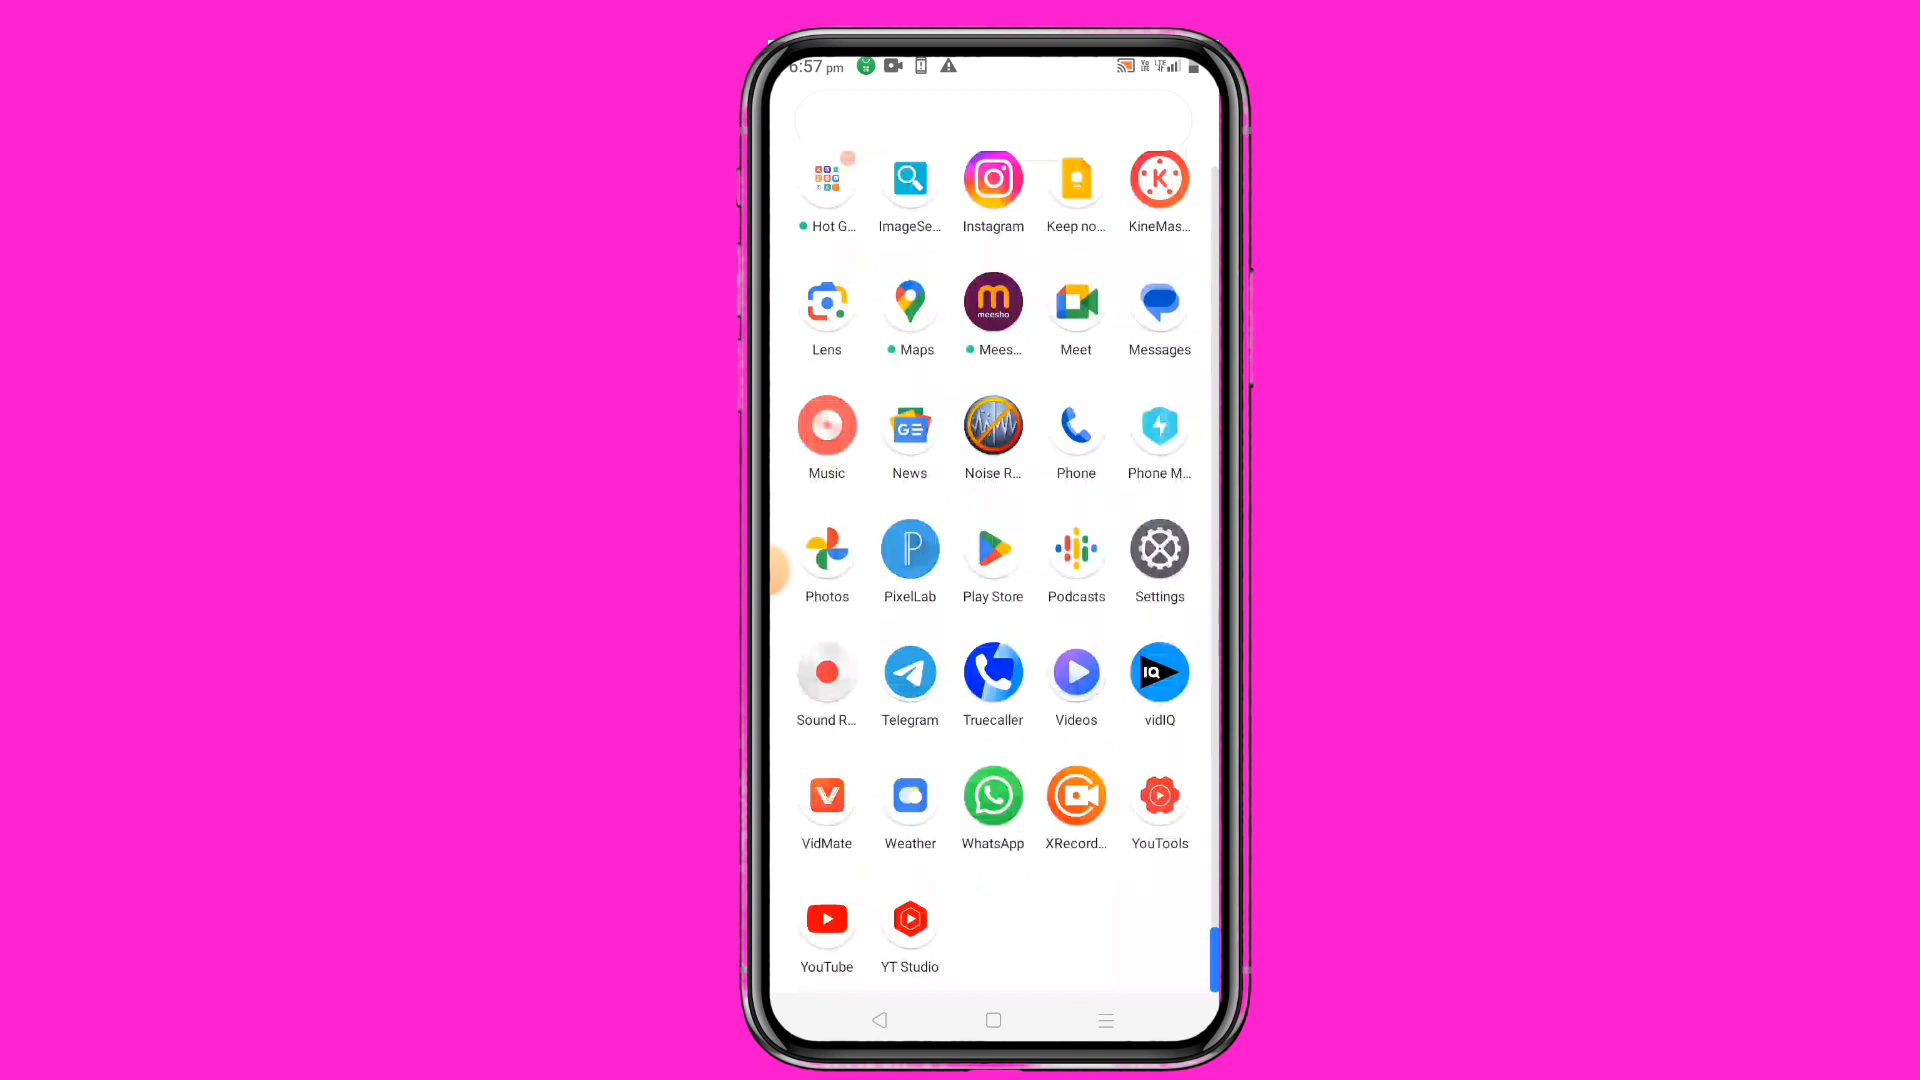 6:57 pm
Hot G... ImageSe... Instagram Keep no... KineMas...
meesho
Lens Maps Mees... Meet Messages
Music News Noise R... Phone Phone M...
Photos PixelLab Play Store Podcasts Settings
IQ
Sound R... Telegram Truecaller Videos vidIQ
VidMate Weather WhatsApp XRecord... YouTools
YouTube YT Studio